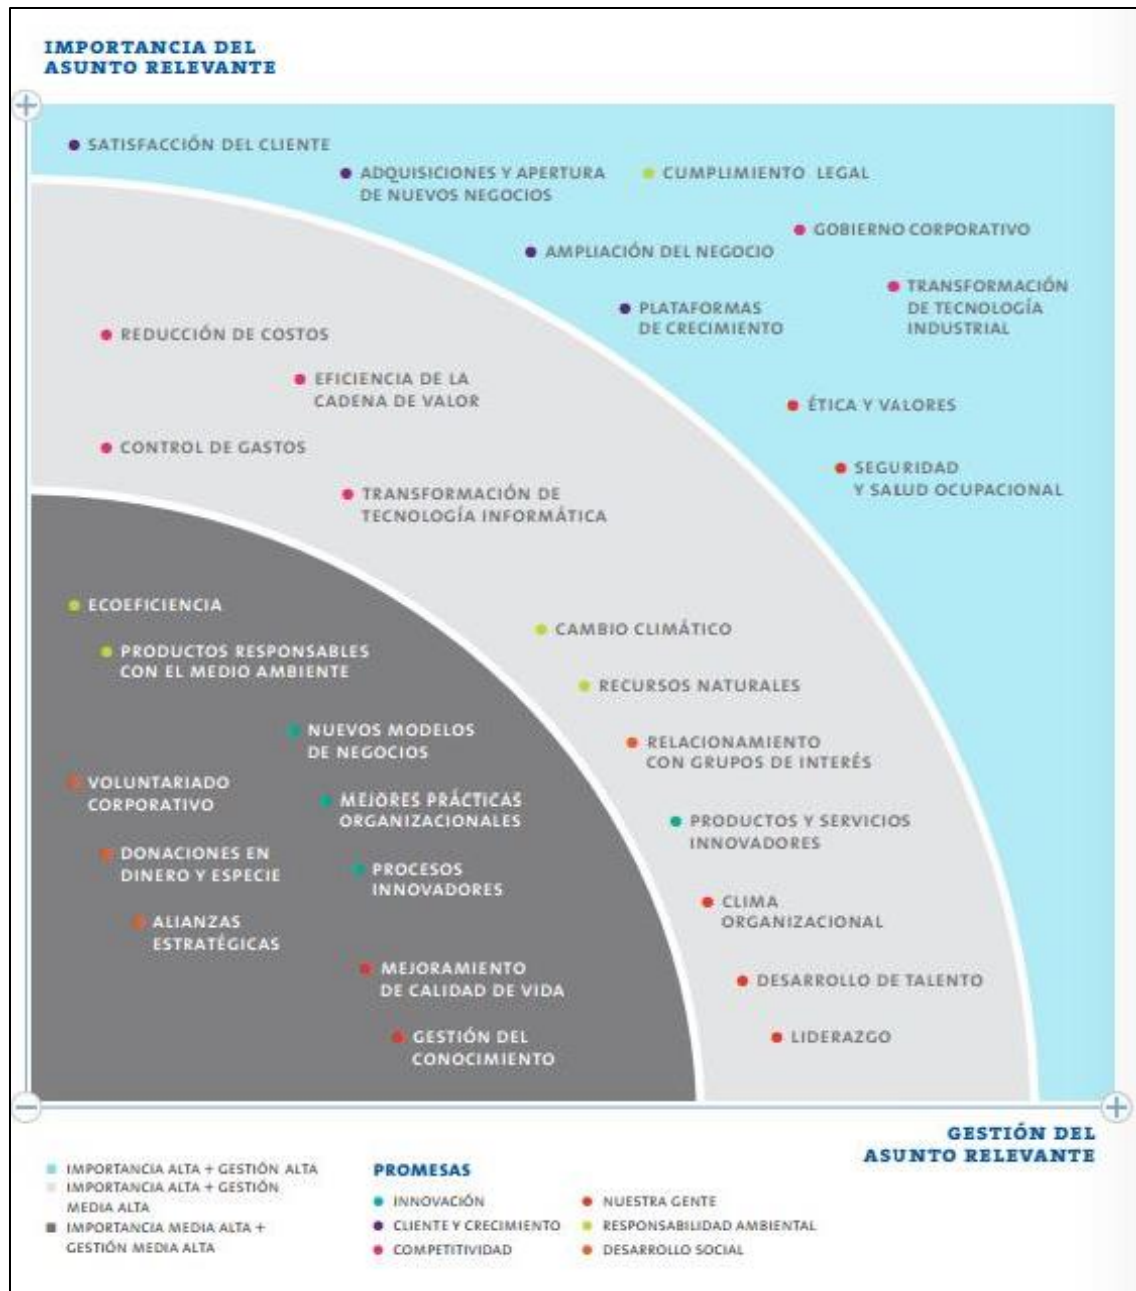 IMPORTANCIA DEL
ASUNTO RELEVANTE
SATISFACCIÓN DEL CLIENTE
ADQUISICIONES Y APERTURA
DE NUEVOS NEGOCIOS
CUMPLIMIENTO LEGAL
GOBIERNO CORPORATIVO
AMPLIACIÓN DEL NEGOCIO
TRANSFORMACIÓN
DE TECNOLOGÍA
INDUSTRIAL
PLATAFORMAS
DE CRECIMIENTO
REDUCCIÓN DE COSTOS
EFICIENCIA DE LA
CADENA DE VALOR
ÉTICA Y VALORES
CONTROL DE GASTOS
SEGURIDAD
Y SALUD OCUPACIONAL
TRANSFORMACIÓN DE
TECNOLOGÍA INFORMÁTICA
ECOEFICIENCIA
CAMBIO CLIMÁTICO
PRODUCTOS RESPONSABLES
CON EL MEDIO AMBIENTE
RECURSOS NATURALES
NUEVOS MODELOS
DE NEGOCIOS
RELACIONAMIENTO
CON GRUPOS DE INTERÉS
VOLUNTARIADO
CORPORATIVO
MEJORES PRÁCTICAS
ORGANIZACIONALES
PRODUCTOS Y SERVICIOS
INNOVADORES
DONACIONES EN
DINERO Y ESPECIE
PROCESOS
INNOVADORES
CLIMA
ORGANIZACIONAL
ALIANZAS
ESTRATÉGICAS
MEJORAMIENTO
DE CALIDAD DE VIDA
DESARROLLO DE TALENTO
GESTIÓN DEL
CONOCIMIENTO
LIDERAZGO
GESTIÓN DEL
ASUNTO RELEVANTE
IMPORTANCIA ALTA + GESTIÓN ALTA
IMPORTANCIA ALTA + GESTIÓN
MEDIA ALTA
IMPORTANCIA MEDIA ALTA +
GESTIÓN MEDIA ALTA
PROMESAS
INNOVACIÓN
CLIENTE Y CRECIMIENTO
COMPETITIVIDAD
NUESTRA GENTE
RESPONSABILIDAD AMBIENTAL
DESARROLLO SOCIAL